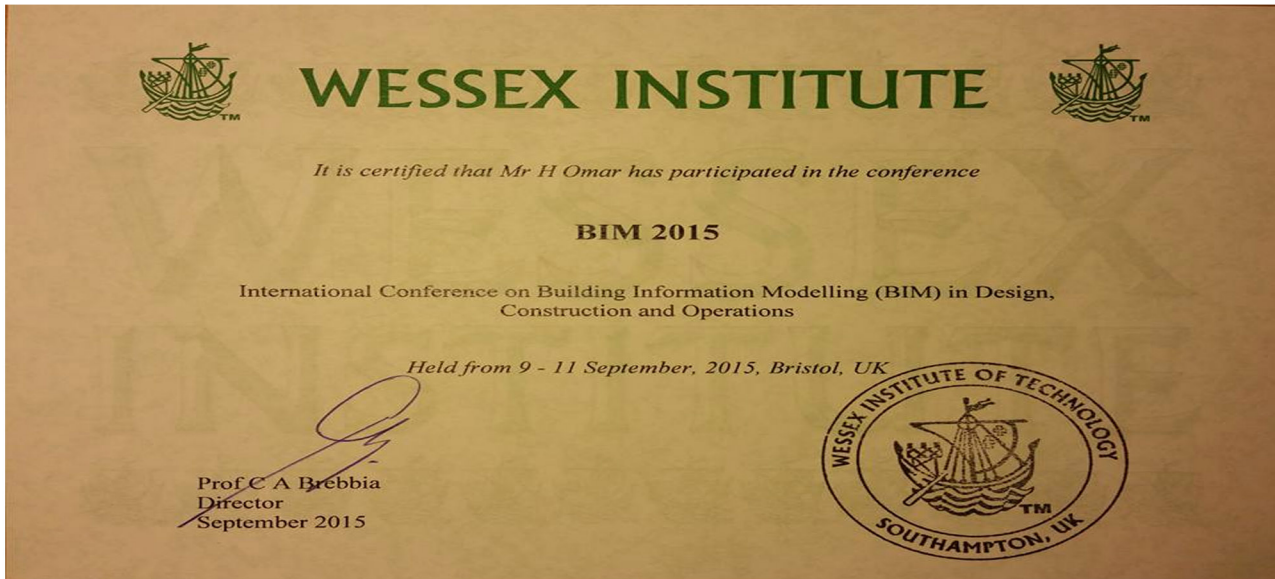 WESSEX INSTITUTE
TM
TM
It is certified that Mr H Omar has participated in the conference
BIM 2015
International Conference on Building Information Modelling (BIM) in Design,
Construction and Operations
Held from 9 - 11 September, 2015, Bristol, UK
Prof C A Brebbia
Director
September 2015
WESSEX INSTITUTE OF TECHNOLOGY
TM
SOUTHAMPTON, UK
WESSEX
INSTITUTE